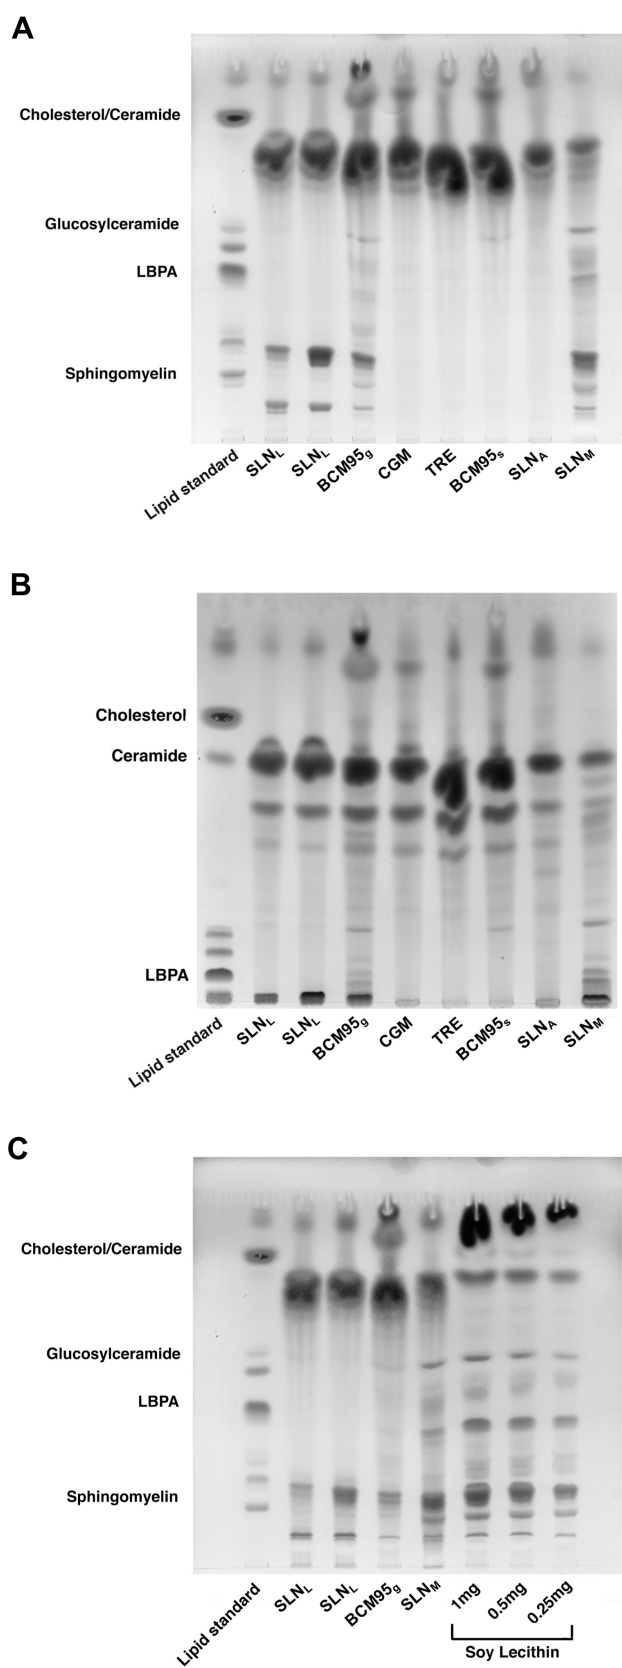 A
Cholesterol/Ceramide
Glucosylceramide
LBPA
Sphingomyelin
Lipid standard
SLNL
SLNL
BCM95g
CGM
TRE
BCM95s
SLNA
SLNM
B
Cholesterol
Ceramide
LBPA
Lipid standard
SLNL
SLNL
BCM95g
CGM
TRE
BCM95s
SLNA
SLNM
C
Cholesterol/Ceramide
Glucosylceramide
LBPA
Sphingomyelin
Lipid standard
SLNL
SLNL
BCM95g
SLNM
1mg
0.5mg
0.25mg
Soy Lecithin